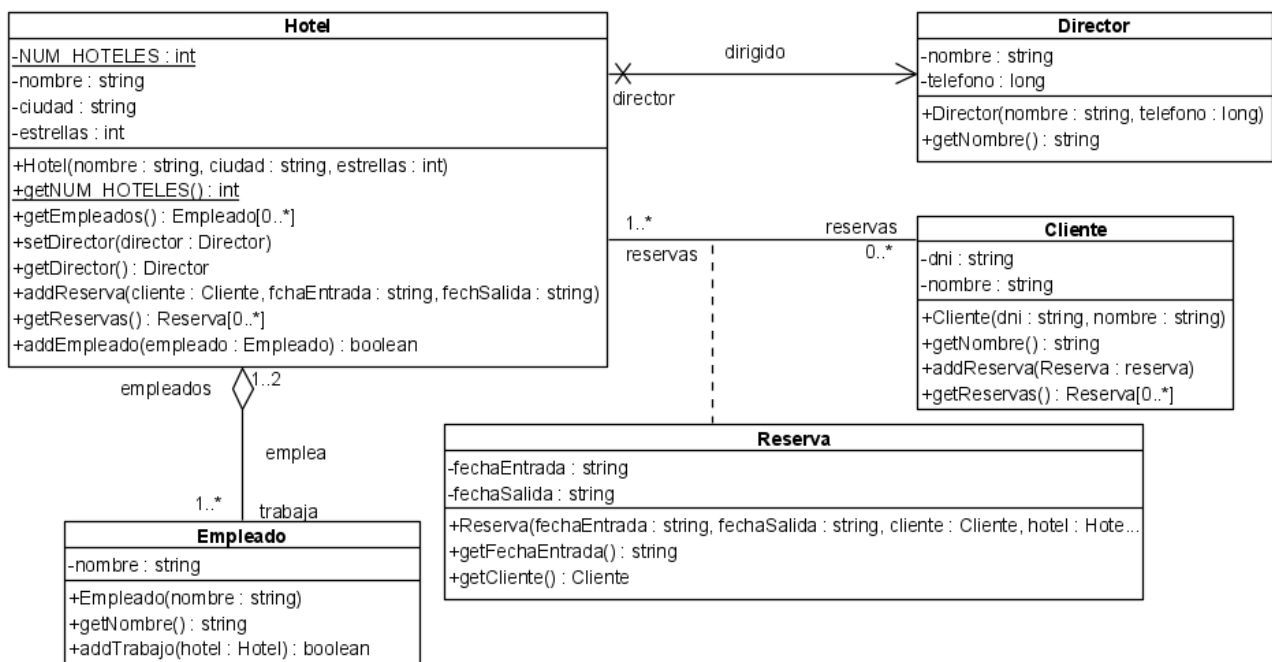 Hotel
-NUM_HOTELES : int
-nombre : string
-ciudad : string
-estrellas : int
+Hotel(nombre : string, ciudad : string, estrellas : int)
+getNUM_HOTELES() : int
+getEmpleados() : Empleado[0..*]
+setDirector(director : Director)
+getDirector() : Director
+addReserva(cliente : Cliente, fchaEntrada : string, fechSalida : string)
+getReservas() : Reserva[0..*]
+addEmpleado(empleado : Empleado) : boolean
dirigido
director
Director
-nombre : string
-telefono : long
+Director(nombre : string, telefono : long)
+getNombre() : string
1..*
reservas
reservas
0..*
Cliente
-dni : string
-nombre : string
+Cliente(dni : string, nombre : string)
+getNombre() : string
+addReserva(Reserva : reserva)
+getReservas() : Reserva[0..*]
empleados
1..2
emplea
1..*
trabaja
Reserva
-fechaEntrada : string
-fechaSalida : string
+Reserva(fechaEntrada : string, fechaSalida : string, cliente : Cliente, hotel : Hote...
+getFechaEntrada() : string
+getCliente() : Cliente
Empleado
-nombre : string
+Empleado(nombre : string)
+getNombre() : string
+addTrabajo(hotel : Hotel) : boolean